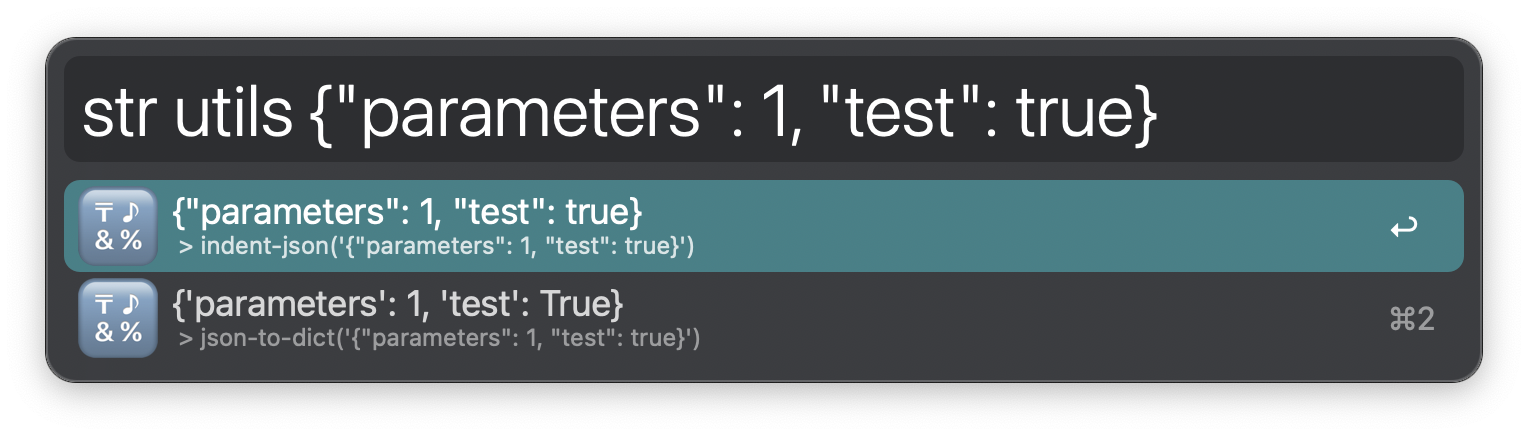 str utils {"parameters": 1, "test": true}
〒♪
&%
{"parameters": 1, "test": true}
> indent-json('{"parameters": 1, "test": true}')
↩
〒♪
&%
{'parameters': 1, 'test': True}
> json-to-dict('{"parameters": 1, "test": true}')
⌘2